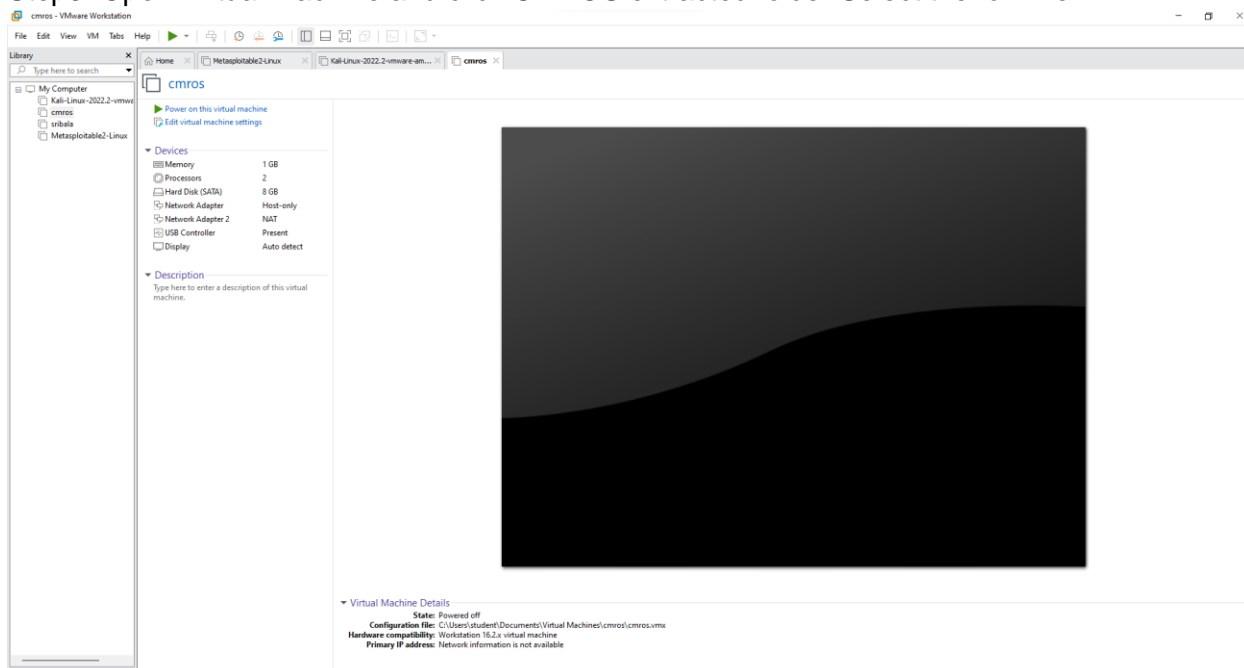 cmros - VMware Workstation
File Edit View VM Tabs Help
Library
Type here to search
My Computer
Kali-Linux-2022.2-vmwa
cmros
sribala
Metasploitable2-Linux
Home Metasploitable2-Linux Kali-Linux-2022.2-vmware-am... cmros
cmros
Power on this virtual machine
Edit virtual machine settings
Devices
Memory 1 GB
Processors 2
Hard Disk (SATA) 8 GB
Network Adapter Host-only
Network Adapter 2 NAT
USB Controller Present
Display Auto detect
Description
Type here to enter a description of this virtual
machine.
Virtual Machine Details
State: Powered off
Configuration file: C:\Users\student\Documents\Virtual Machines\cmros\cmros.vmx
Hardware compatibility: Workstation 16.2.x virtual machine
Primary IP address: Network information is not available